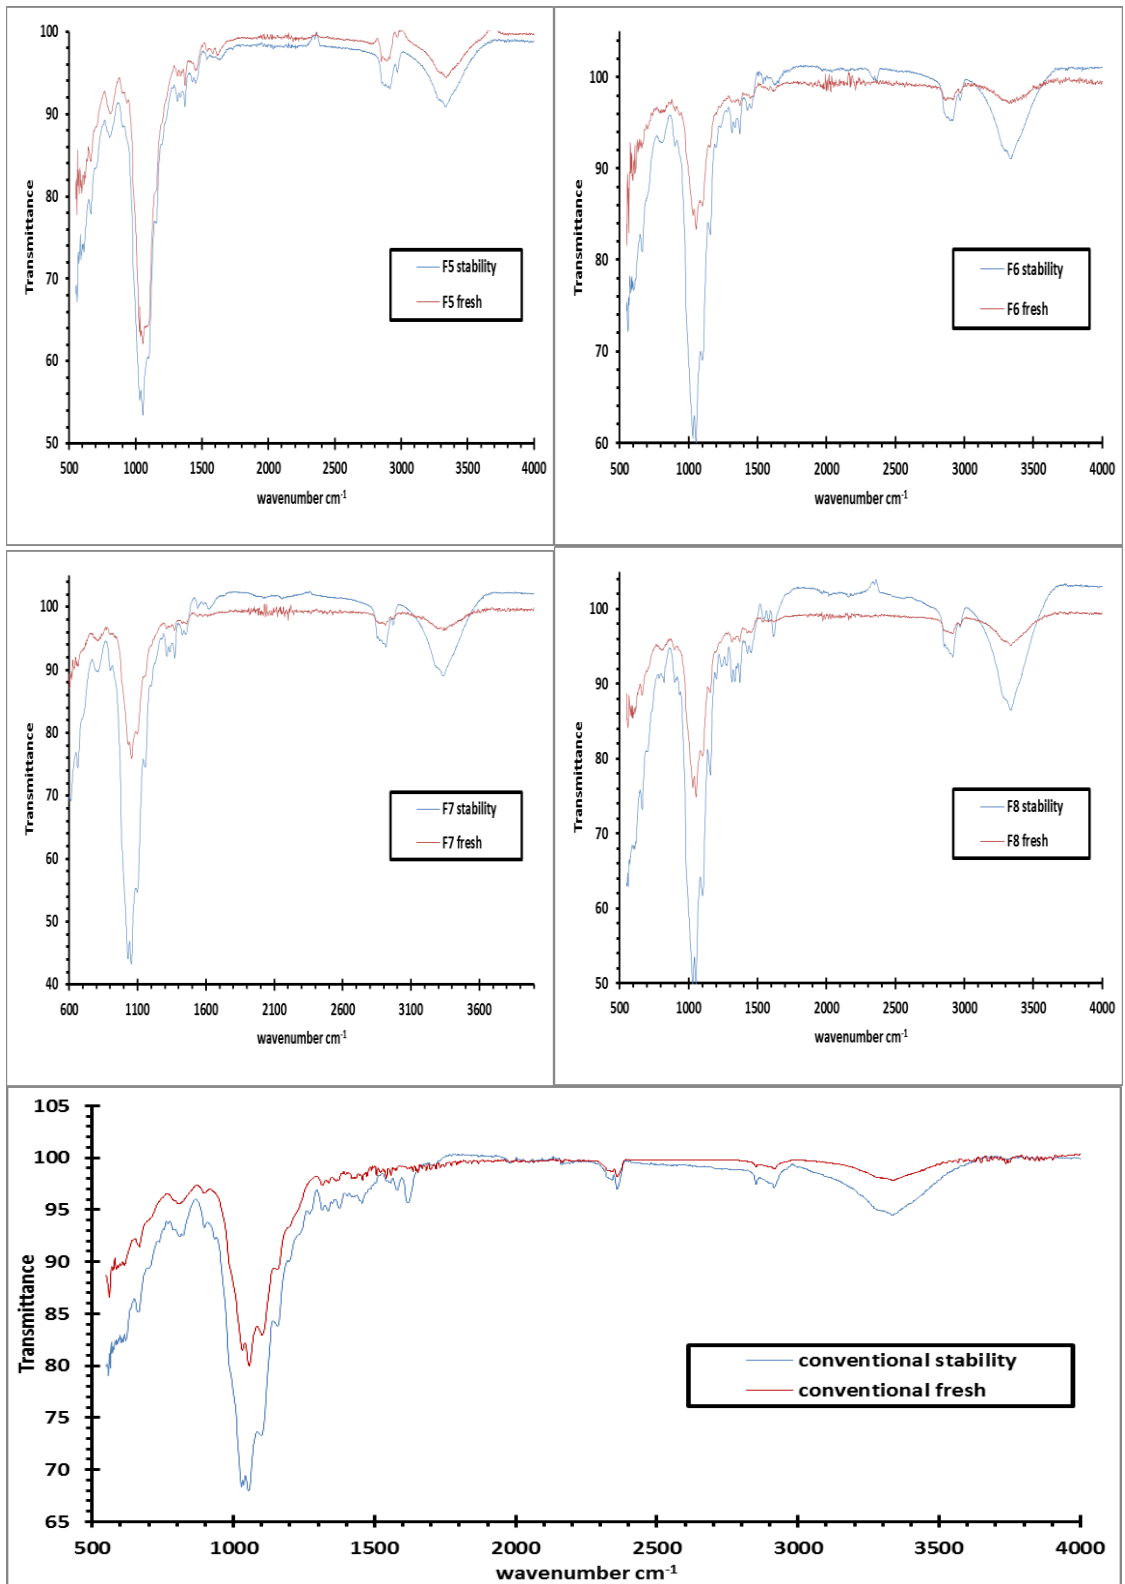 100
90
80
70
60
50
Transmittance
F5 stability
F5 fresh
500 1000 1500 2000 2500 3000 3500 4000
wavenumber cm-1
100
90
80
70
60
Transmittance
F6 stability
F6 fresh
500 1000 1500 2000 2500 3000 3500 4000
wavenumber cm-1
100
90
80
70
60
50
40
Transmittance
F7 stability
F7 fresh
600 1100 1600 2100 2600 3100 3600
wavenumber cm-1
100
90
80
70
60
50
Transmittance
F8 stability
F8 fresh
500 1000 1500 2000 2500 3000 3500 4000
wavenumber cm-1
105
100
95
90
85
80
75
70
65
Transmittance
conventional stability
conventional fresh
500 1000 1500 2000 2500 3000 3500 4000
wavenumber cm-1